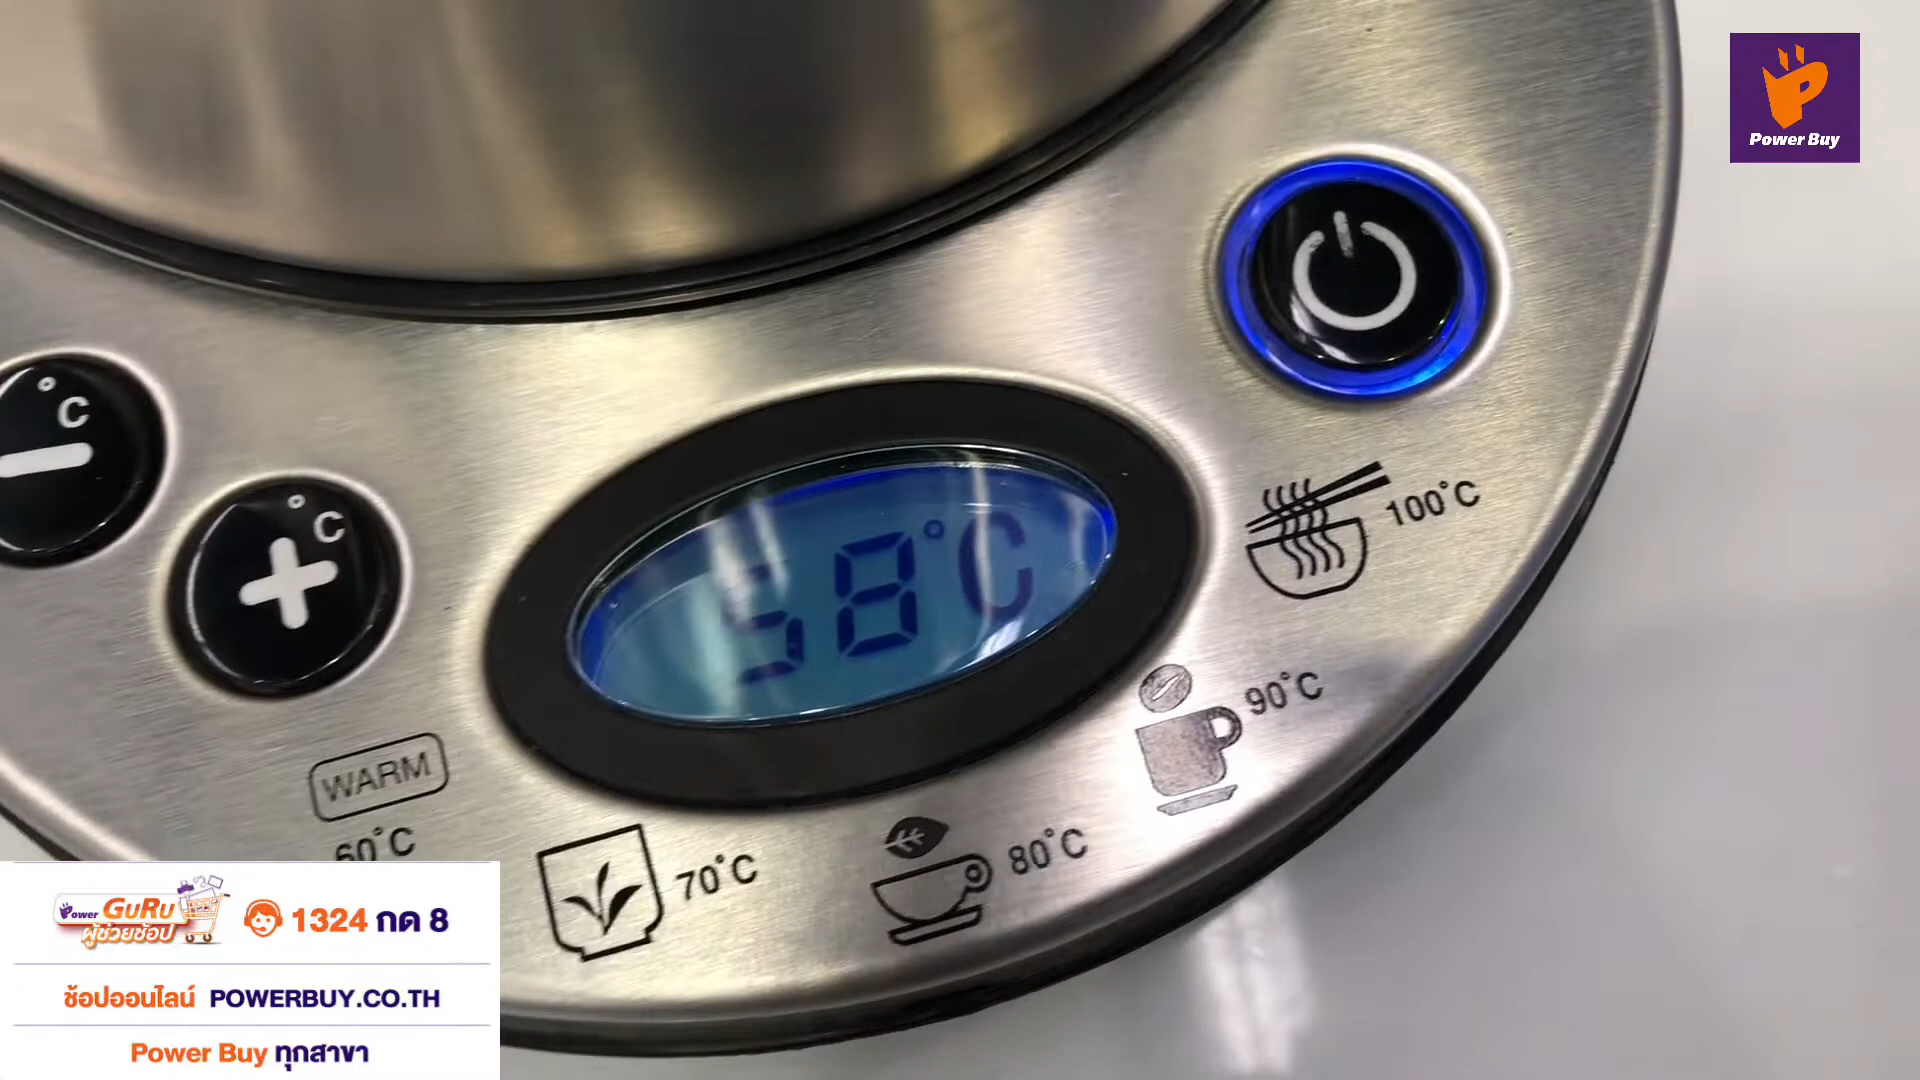 Power Buy
°C
°C
58°C
100°C
90°C
WARM
60°C
70°C
80°C
Power GURU
ผู้ช่วยช้อป
1324 กด 8
ช้อปออนไลน์ POWERBUY.CO.TH
Power Buy ทุกสาขา